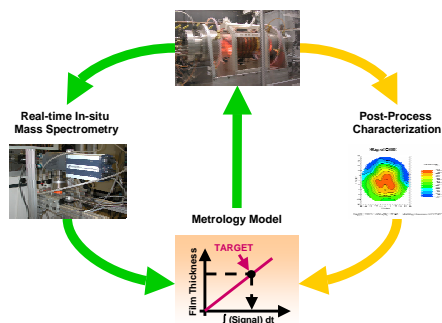 Real-time In-situ
Mass Spectrometry
Post-Process
Characterization
Metrology Model
TARGET
Film Thickness
∫ (Signal) dt